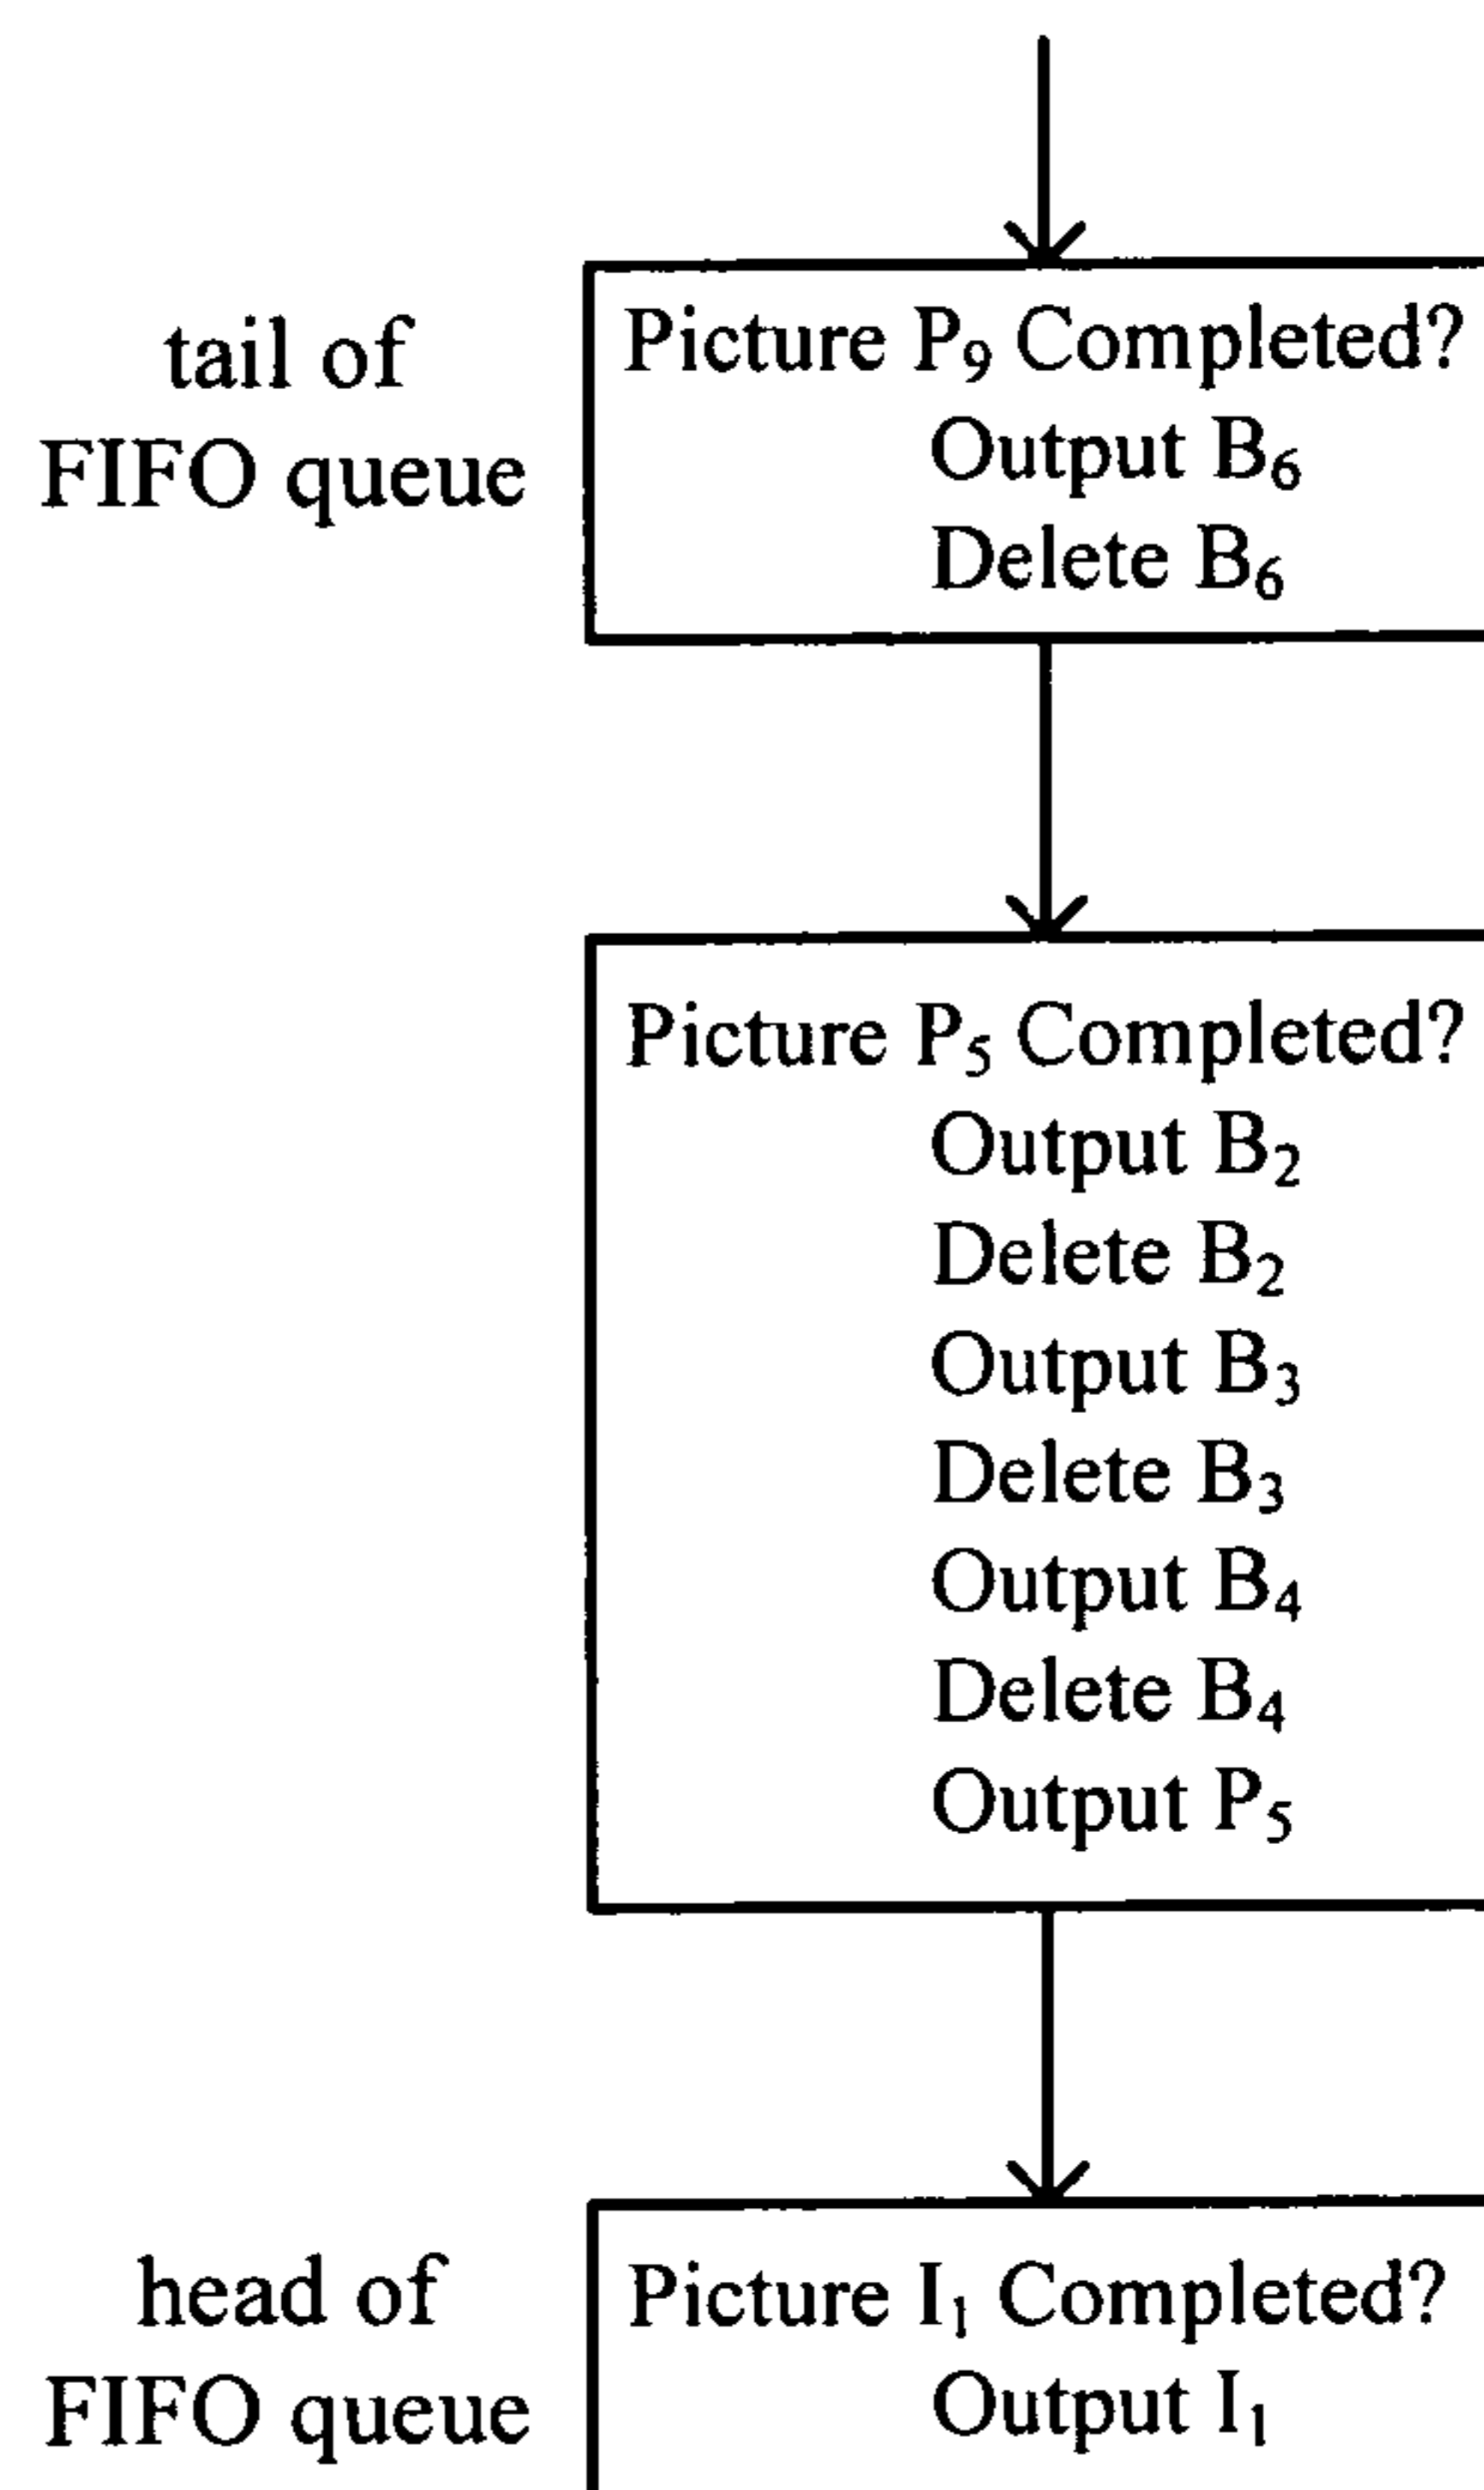 tail of
FIFO queue
Picture P₉ Completed?
Output B₆
Delete B₆
Picture P₅ Completed?
Output B₂
Delete B₂
Output B₃
Delete B₃
Output B₄
Delete B₄
Output P₅
head of
FIFO queue
Picture I₁ Completed?
Output I₁